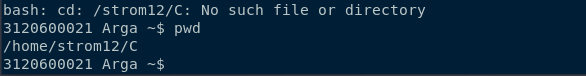 bash: cd: /strom12/C: No such file or directory
3120600021 Arga ~$ pwd
/home/strom12/C
3120600021 Arga ~$